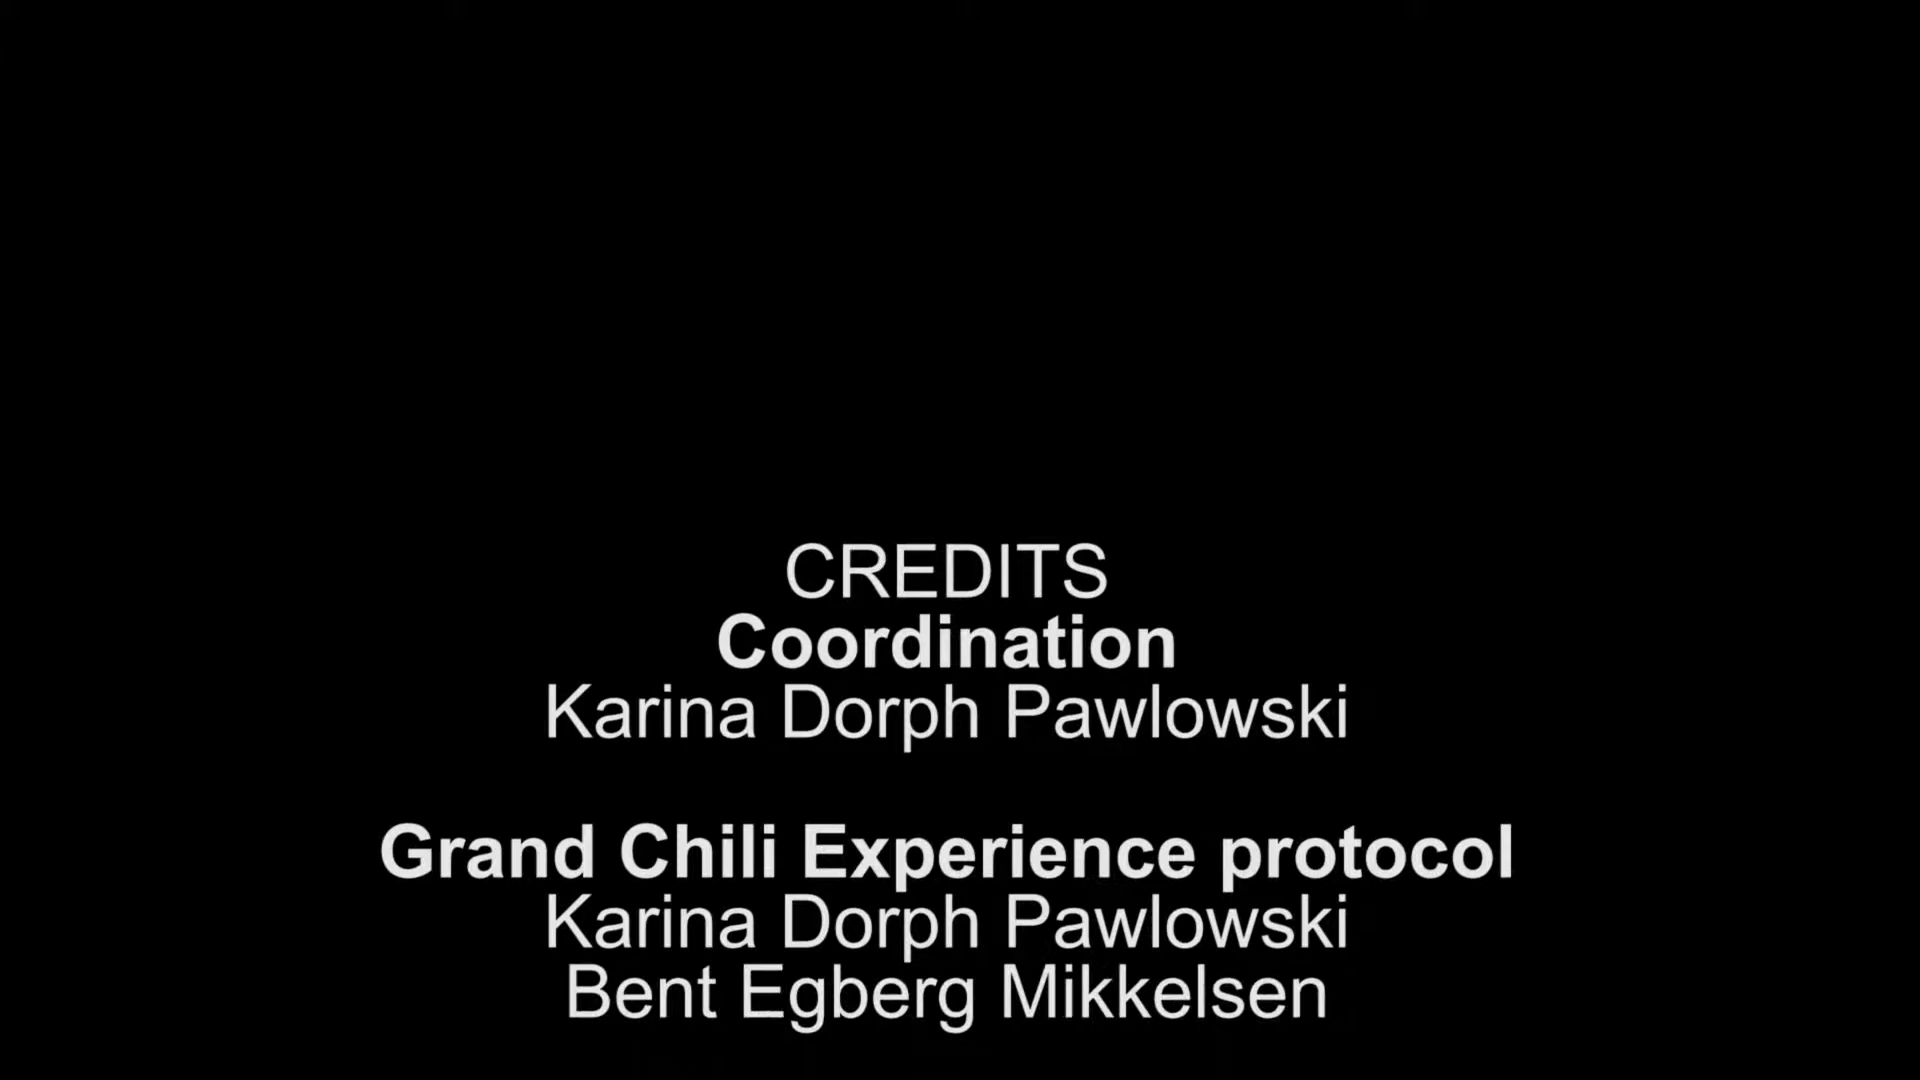 CREDITS
Coordination
Karina Dorph Pawlowski
Grand Chili Experience protocol
Karina Dorph Pawlowski
Bent Egberg Mikkelsen